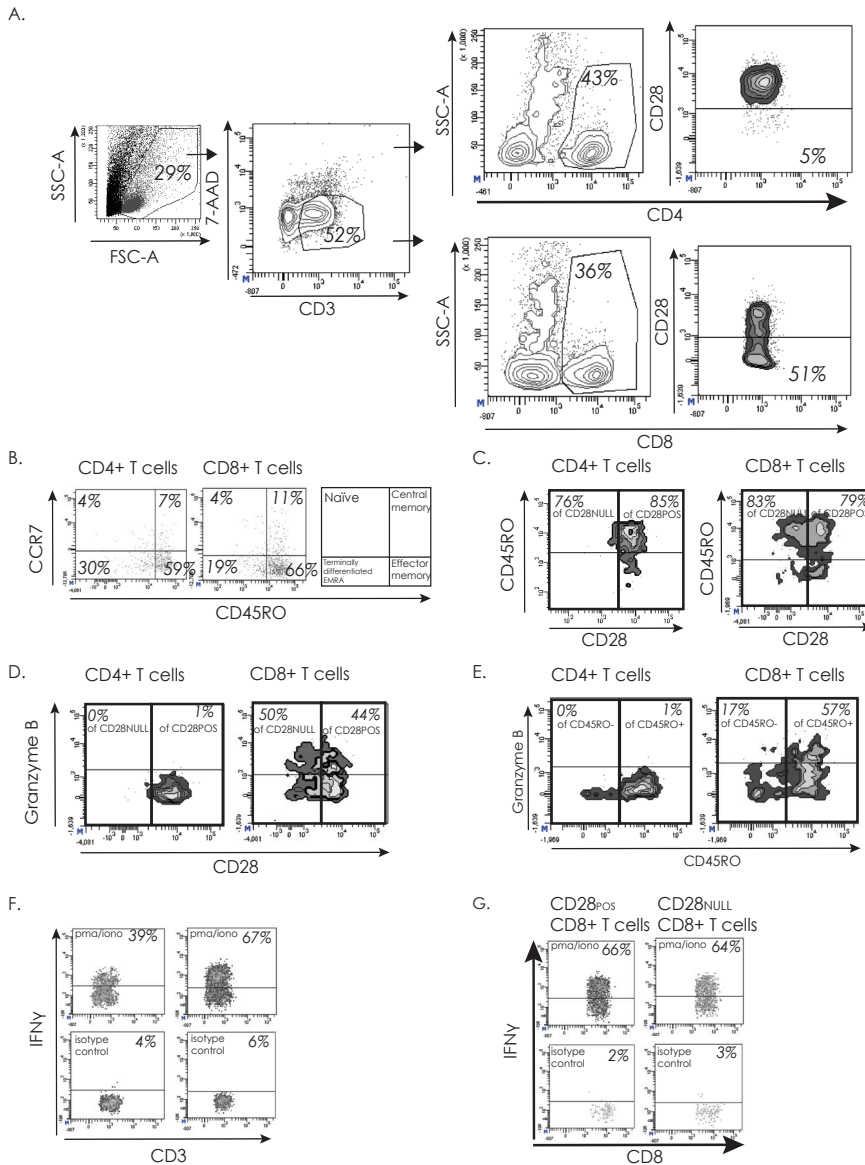 A.
SSC-A
29%
FSC-A
7-AAD
52%
CD3
SSC-A
(x 1,000)
43%
CD28
5%
CD4
SSC-A
(x 1,000)
36%
CD28
51%
CD8
B.
CD4+ T cells
CD8+ T cells
CCR7
4%
7%
30%
59%
4%
11%
19%
66%
Naïve
Central
memory
Terminally
differentiated
EMRA
Effector
memory
CD45RO
C.
CD4+ T cells
CD8+ T cells
CD45RO
76%
of CD28NULL
85%
of CD28POS
CD28
CD45RO
83%
of CD28NULL
79%
of CD28POS
CD28
D.
CD4+ T cells
CD8+ T cells
Granzyme B
0%
of CD28NULL
1%
of CD28POS
50%
of CD28NULL
44%
of CD28POS
CD28
E.
CD4+ T cells
CD8+ T cells
Granzyme B
0%
of CD45RO-
1%
of CD45RO+
17%
of CD45RO-
57%
of CD45RO+
CD45RO
F.
IFNγ
pma/iono 39%
pma/iono 67%
isotype 4%
control
isotype 6%
control
CD3
G.
CD28POS
CD8+ T cells
CD28NULL
CD8+ T cells
IFNγ
pma/iono 66%
pma/iono 64%
isotype 2%
control
isotype 3%
control
CD8